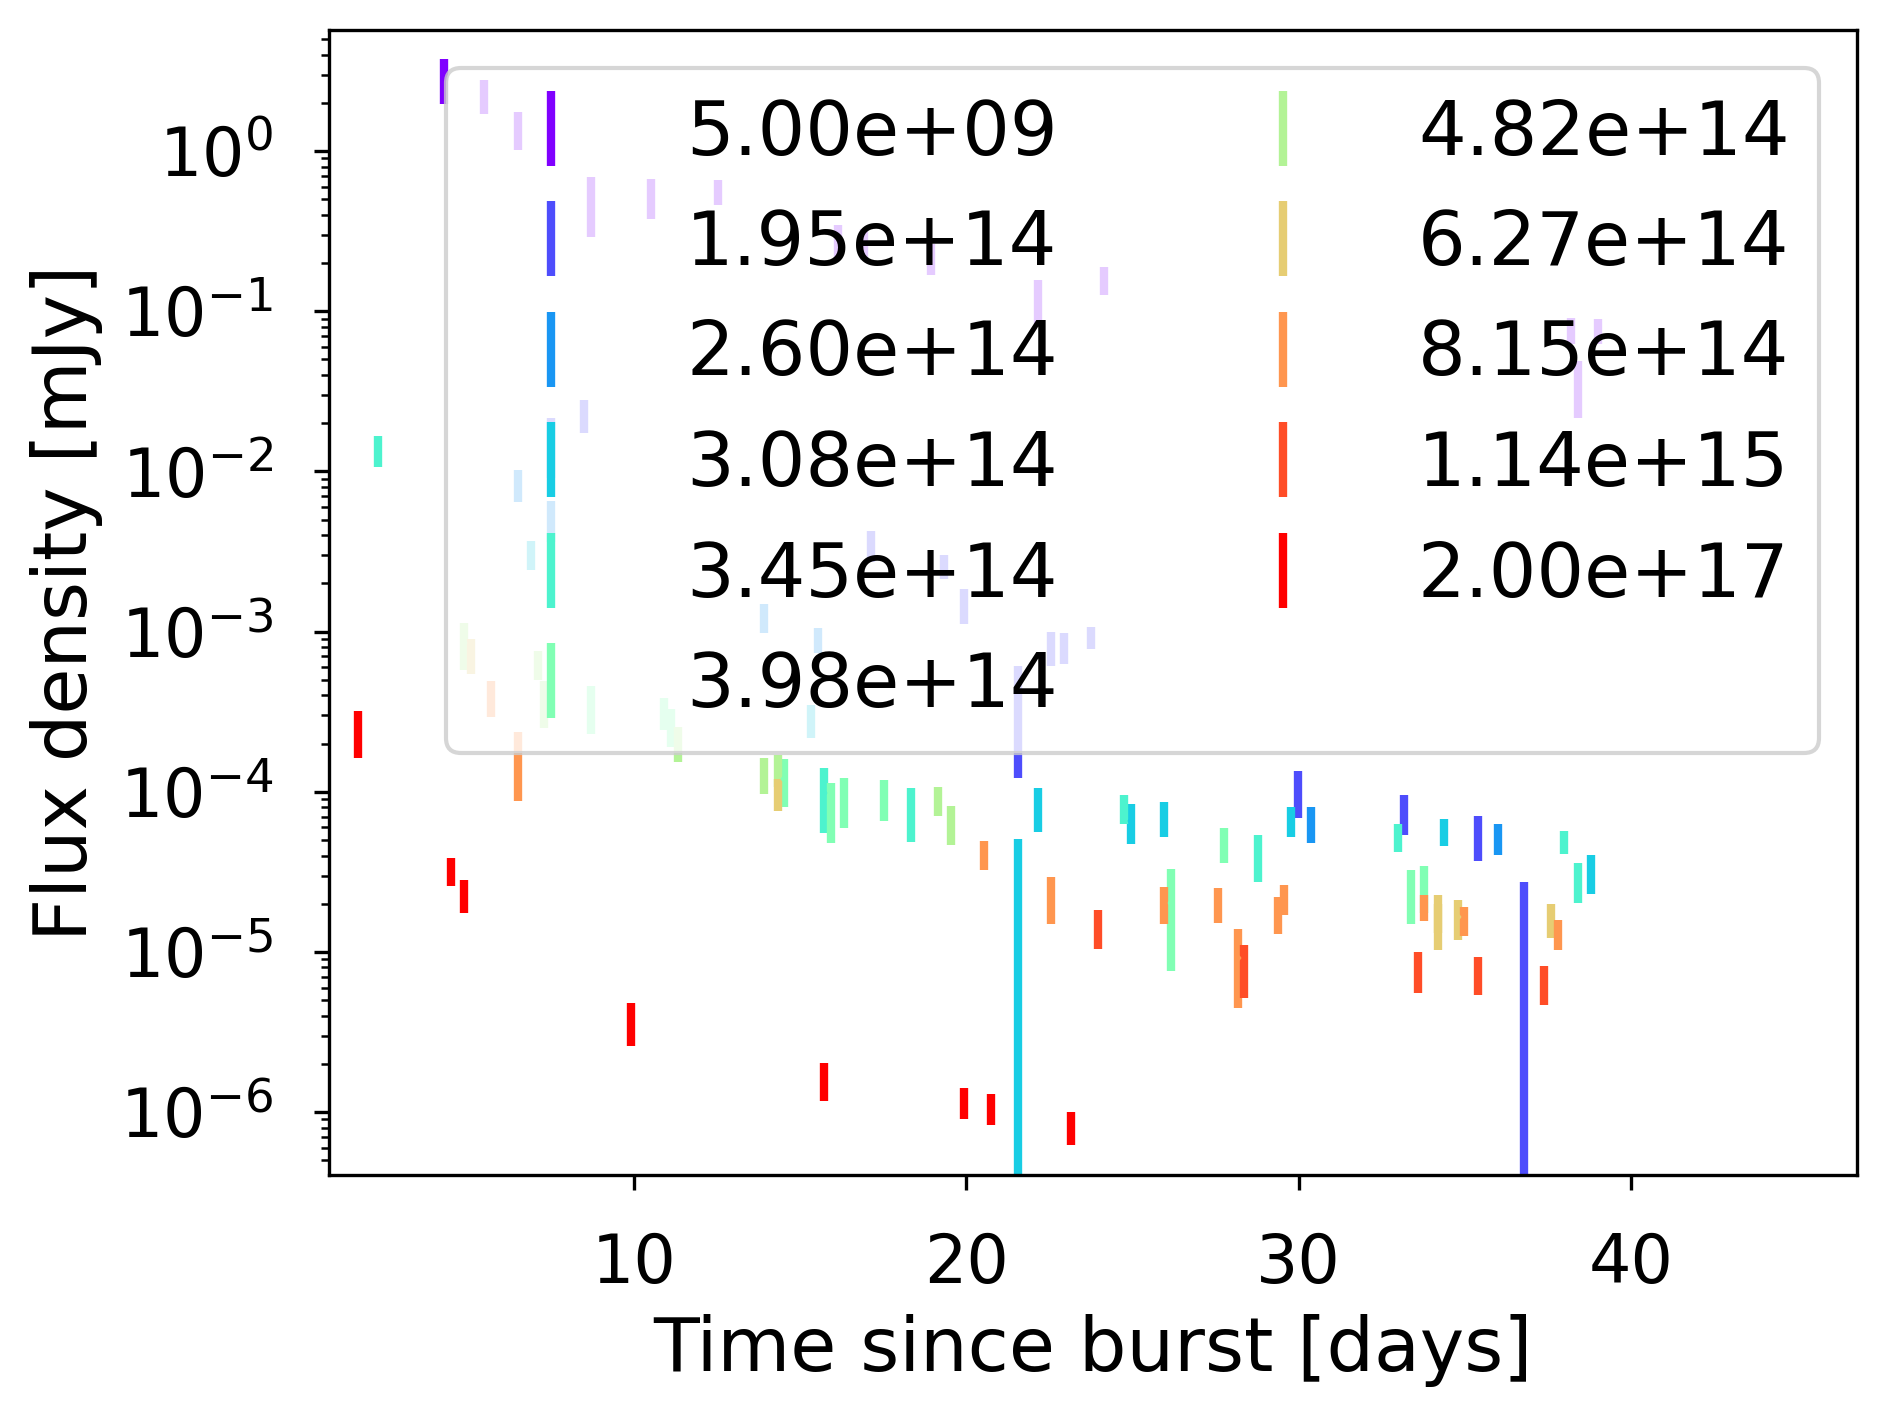 10⁰
10⁻¹
10⁻²
10⁻³
10⁻⁴
10⁻⁵
10⁻⁶
Flux density [mJy]
5.00e+09
1.95e+14
2.60e+14
3.08e+14
3.45e+14
3.98e+14
4.82e+14
6.27e+14
8.15e+14
1.14e+15
2.00e+17
10 20 30 40
Time since burst [days]